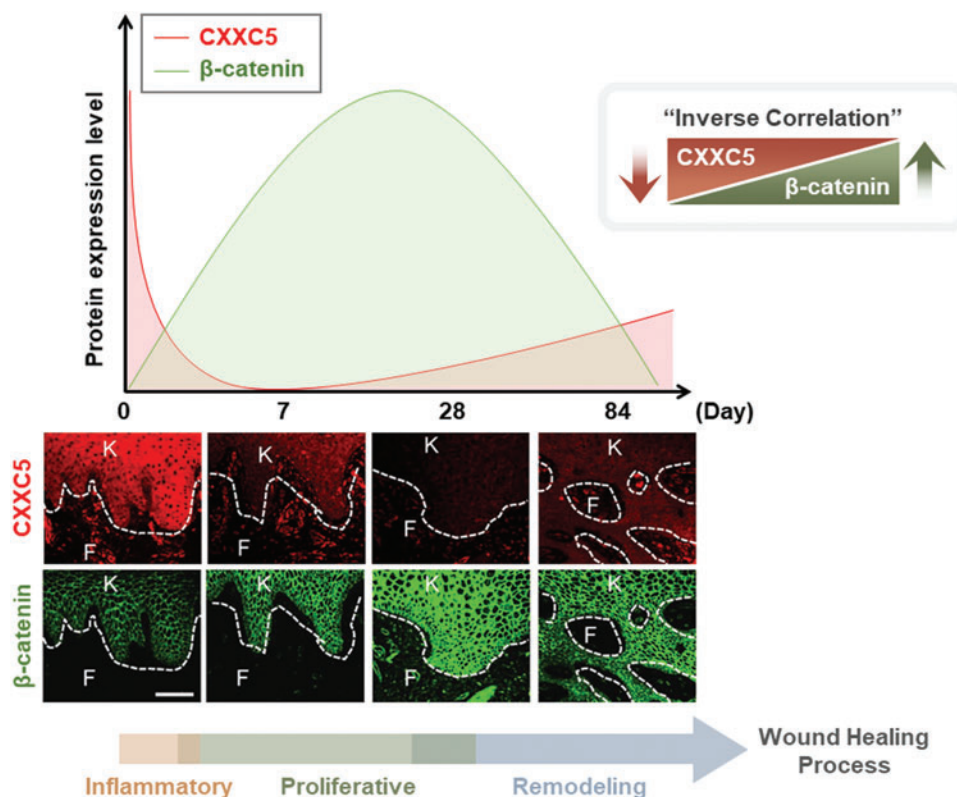 CXXC5
β-catenin
Protein expression level
“Inverse Correlation”
CXXC5
β-catenin
0 7 28 84 (Day)
CXXC5
K K K K
F F F F
β-catenin
K K K K
F F F F
Inflammatory Proliferative Remodeling
Wound Healing
Process